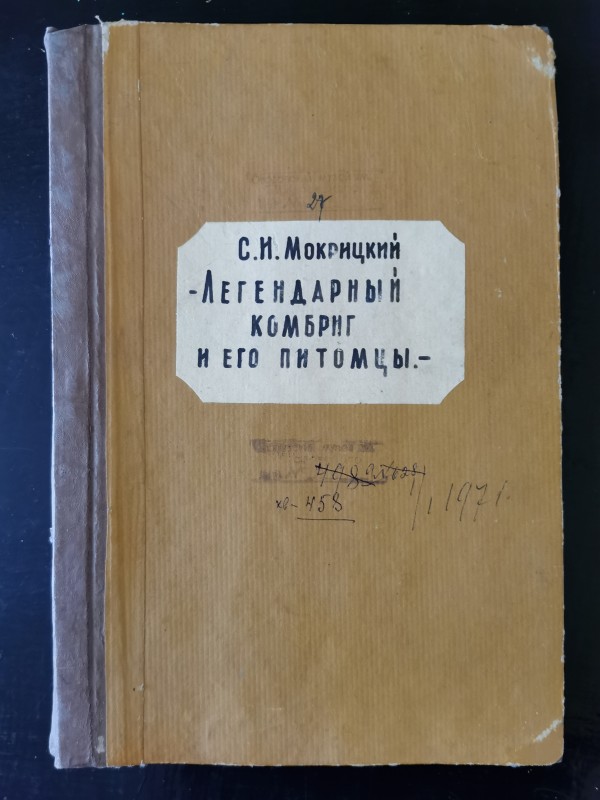 27
С.И. Мокрицкий
-Легендарный
комбриг
и его питомцы.-
хв-458
1971.